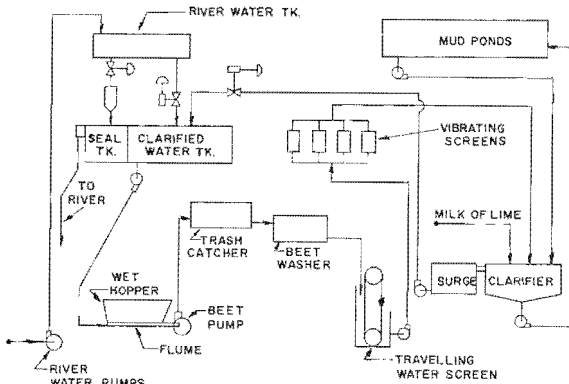 RIVER WATER TK.
MUD PONDS
SEAL
TK.
CLARIFIED
WATER TK.
VIBRATING
SCREENS
TO
RIVER
MILK OF LIME
TRASH
CATCHER
BEET
WASHER
WET
HOPPER
SURGE
CLARIFIER
BEET
PUMP
FLUME
TRAVELLING
WATER SCREEN
RIVER
WATER PUMPS